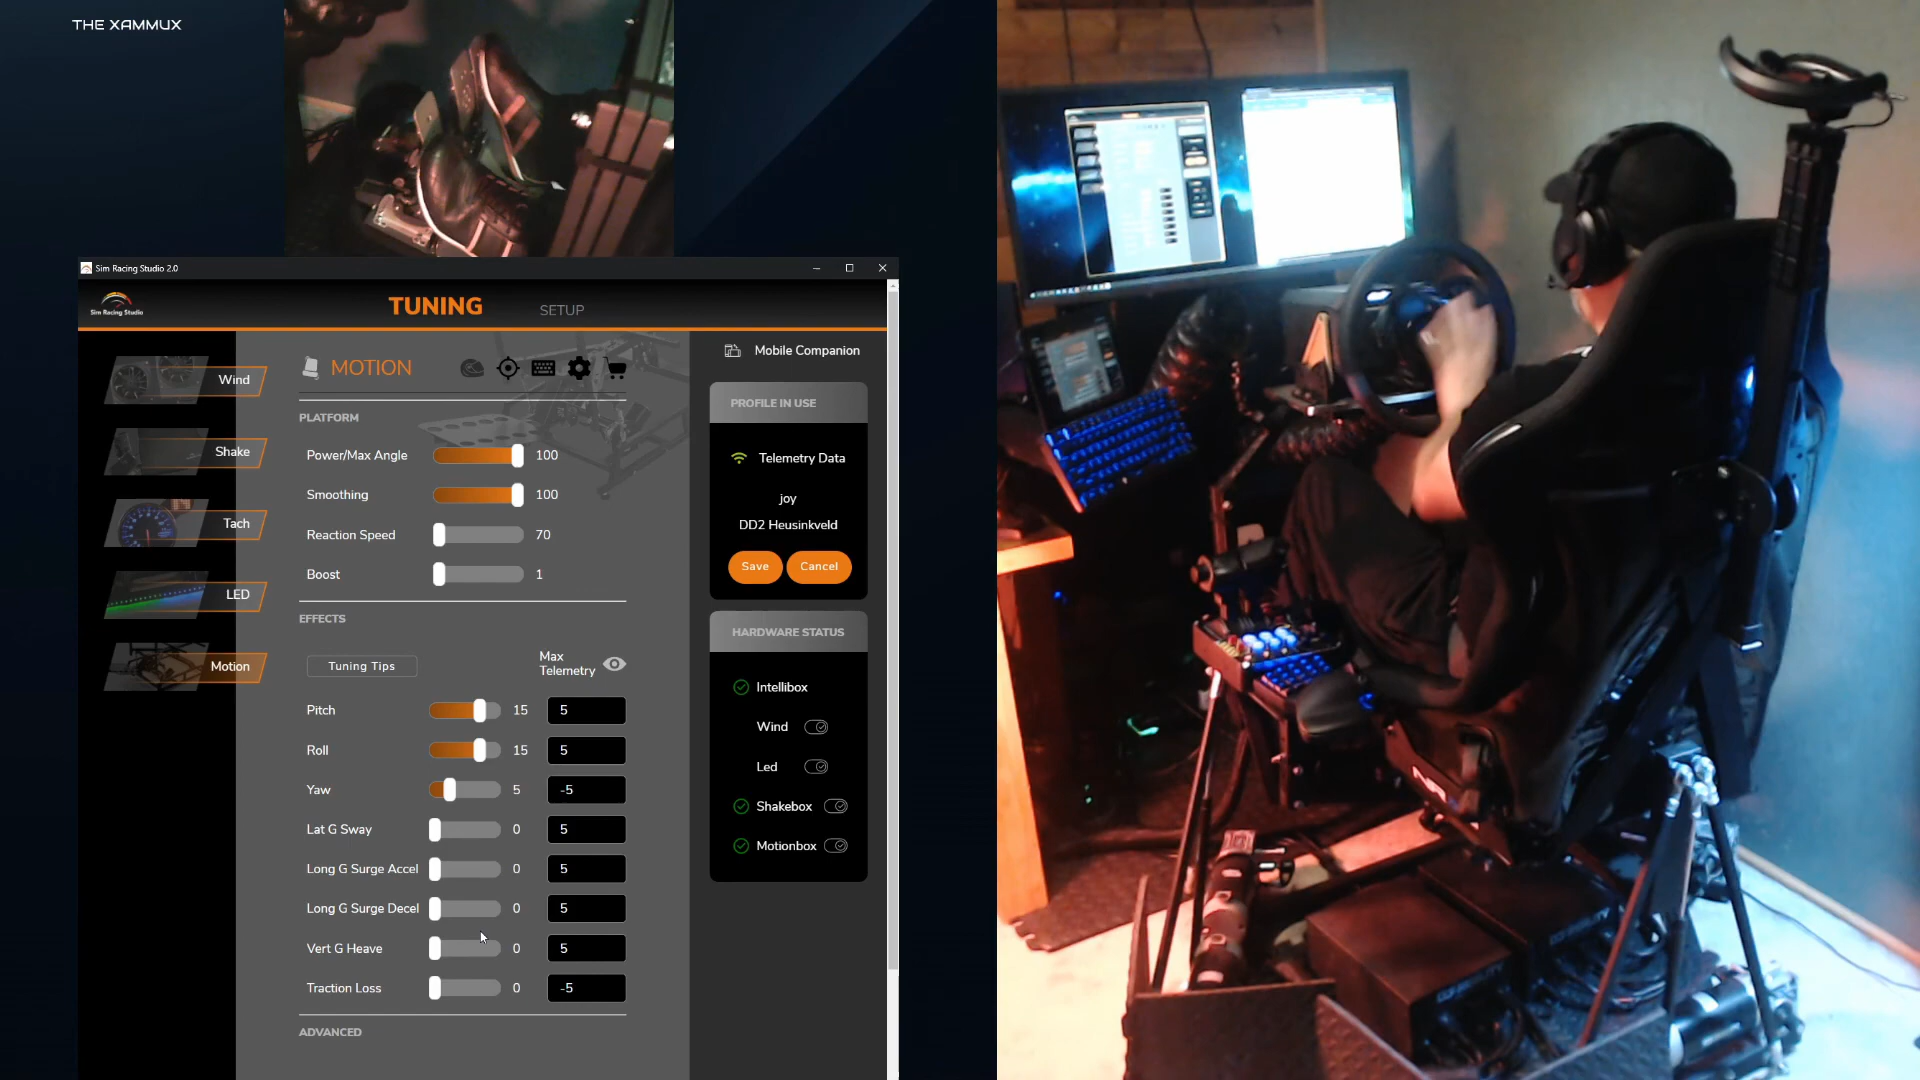 THE XAMMUX
Sim Racing Studio 2.0
Sim Racing Studio
TUNING
SETUP
Wind
Shake
Tach
LED
Motion
MOTION
PLATFORM
Power/Max Angle 100
Smoothing 100
Reaction Speed 70
Boost 1
EFFECTS
Tuning Tips
Max
Telemetry
Pitch 15 5
Roll 15 5
Yaw 5 -5
Lat G Sway 0 5
Long G Surge Accel 0 5
Long G Surge Decel 0 5
Vert G Heave 0 5
Traction Loss 0 -5
ADVANCED
Mobile Companion
PROFILE IN USE
Telemetry Data
joy
DD2 Heusinkveld
Save Cancel
HARDWARE STATUS
Intellibox
Wind
Led
Shakebox
Motionbox